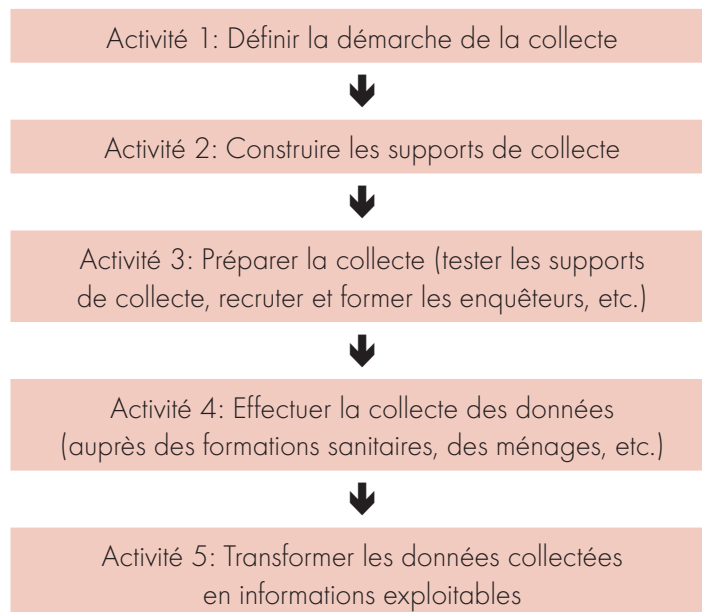 Activité 1: Définir la démarche de la collecte
Activité 2: Construire les supports de collecte
Activité 3: Préparer la collecte (tester les supports
de collecte, recruter et former les enquêteurs, etc.)
Activité 4: Effectuer la collecte des données
(auprès des formations sanitaires, des ménages, etc.)
Activité 5: Transformer les données collectées
en informations exploitables